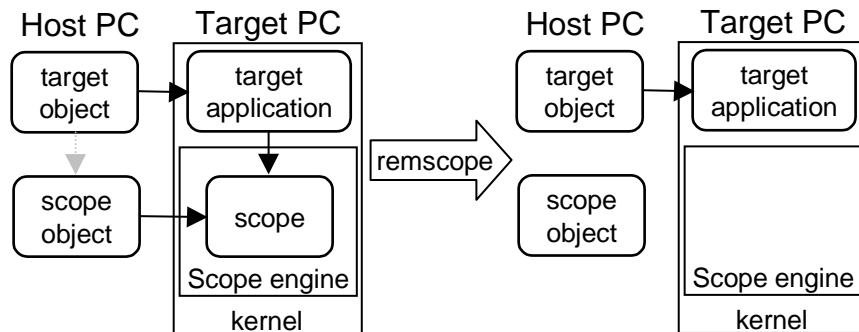 Host PC
Target PC
target
object
target
application
scope
object
scope
Scope engine
kernel
remscope
Host PC
Target PC
target
object
target
application
scope
object
Scope engine
kernel